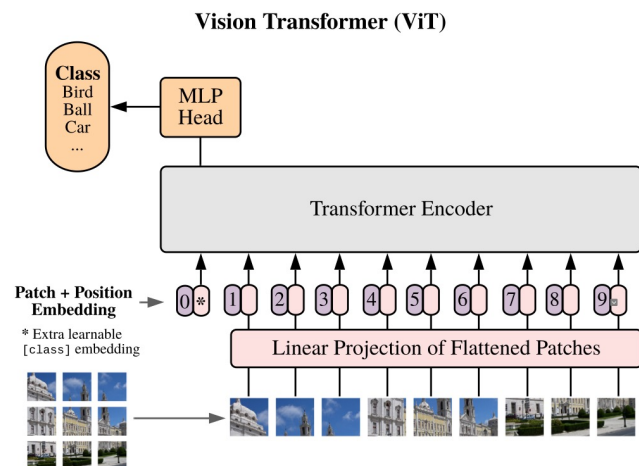 Vision Transformer (ViT)
Class
Bird
Ball
Car
...
MLP
Head
Transformer Encoder
Patch + Position
Embedding
* Extra learnable
[class] embedding
0 * 1 2 3 4 5 6 7 8 9
Linear Projection of Flattened Patches